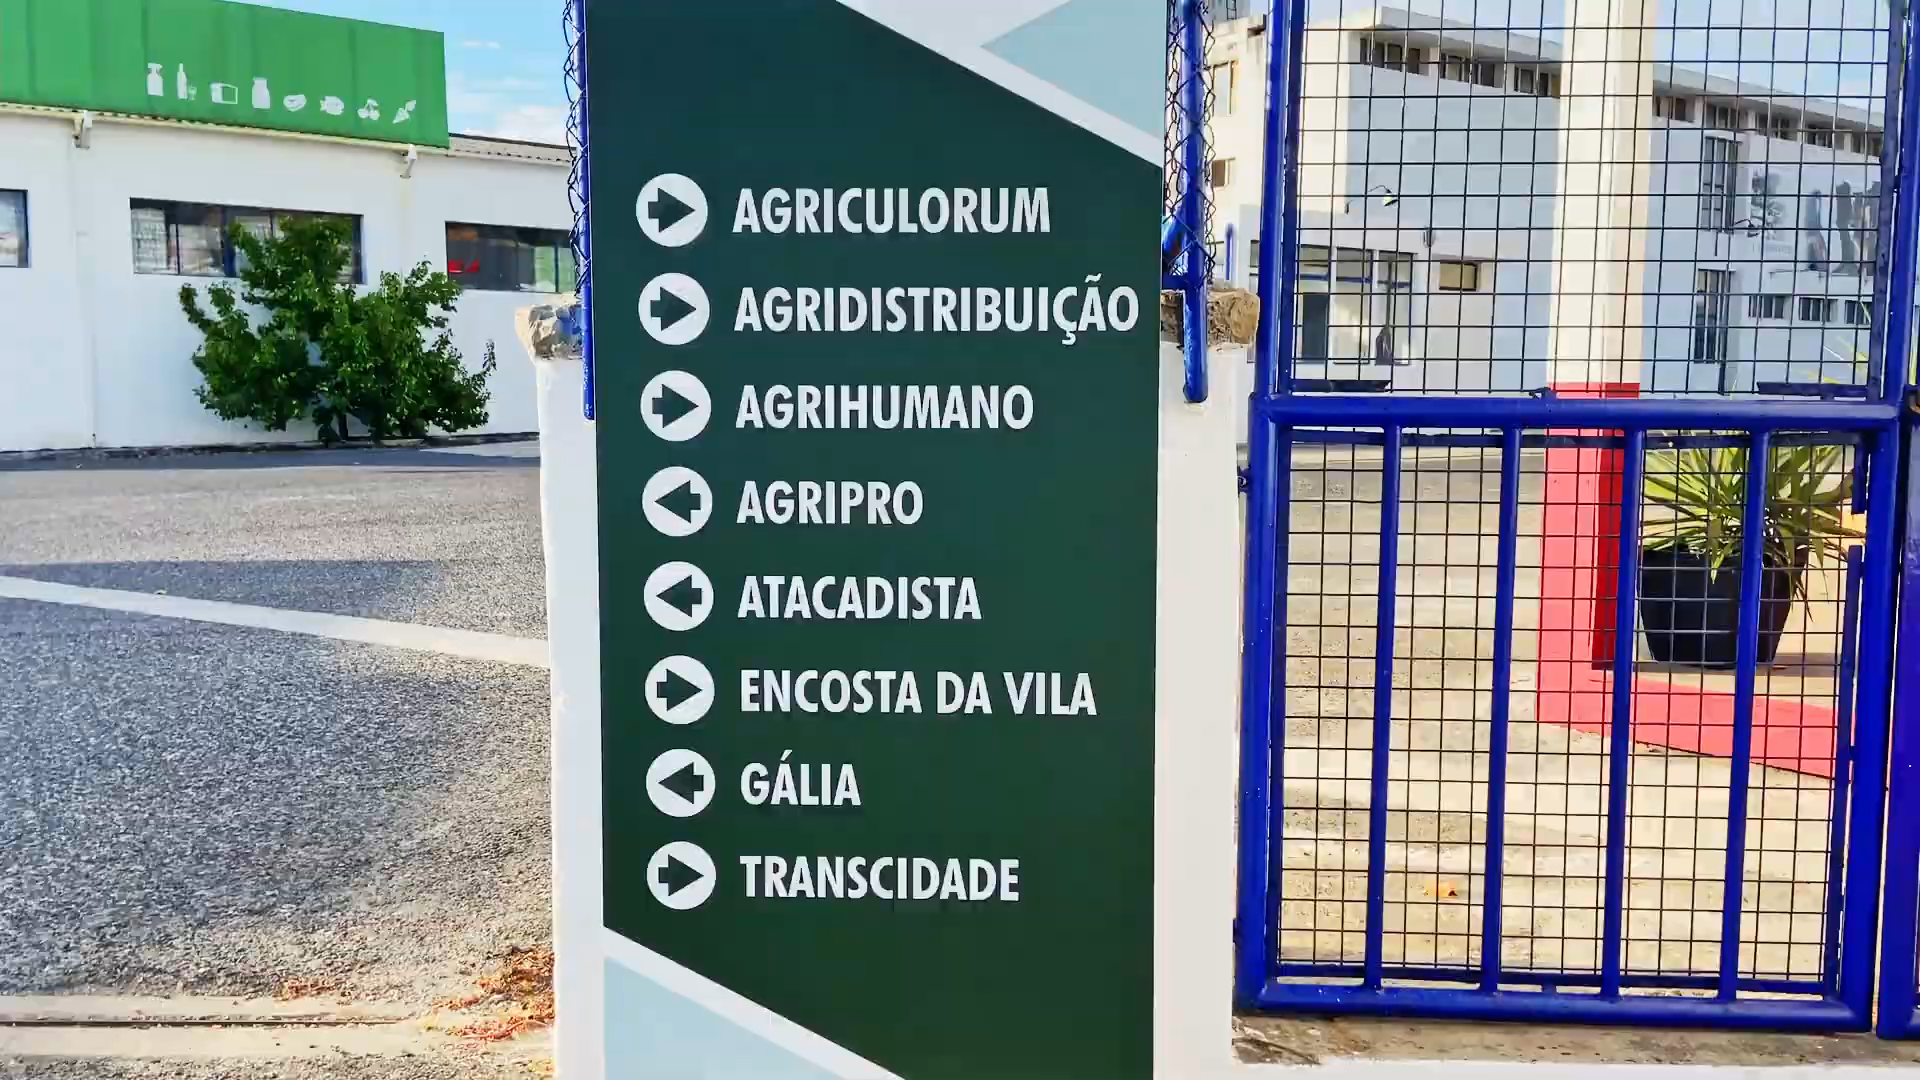 AGRICULORUM
AGRIDISTRIBUIÇÃO
AGRIHUMANO
AGRIPRO
ATACADISTA
ENCOSTA DA VILA
GÁLIA
TRANSCIDADE